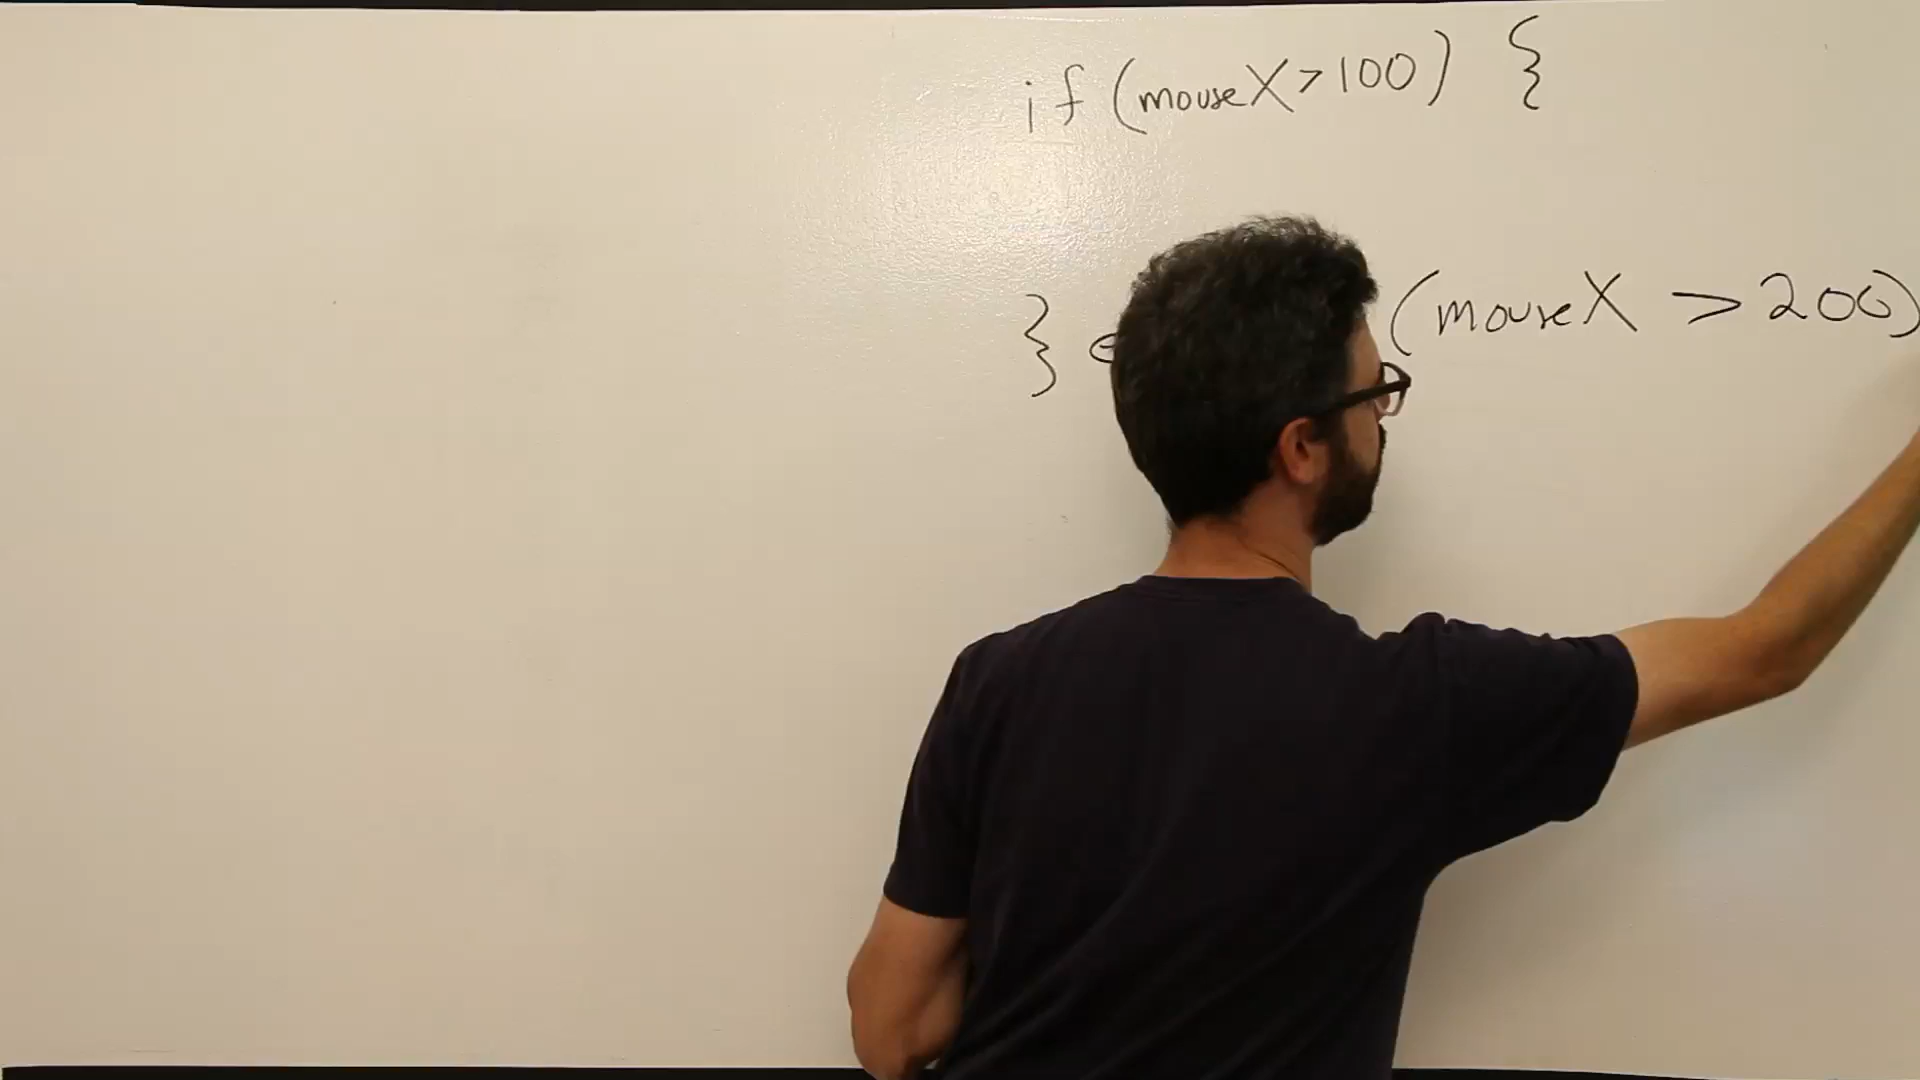 if (mouseX > 100) {
} (mouseX > 200)